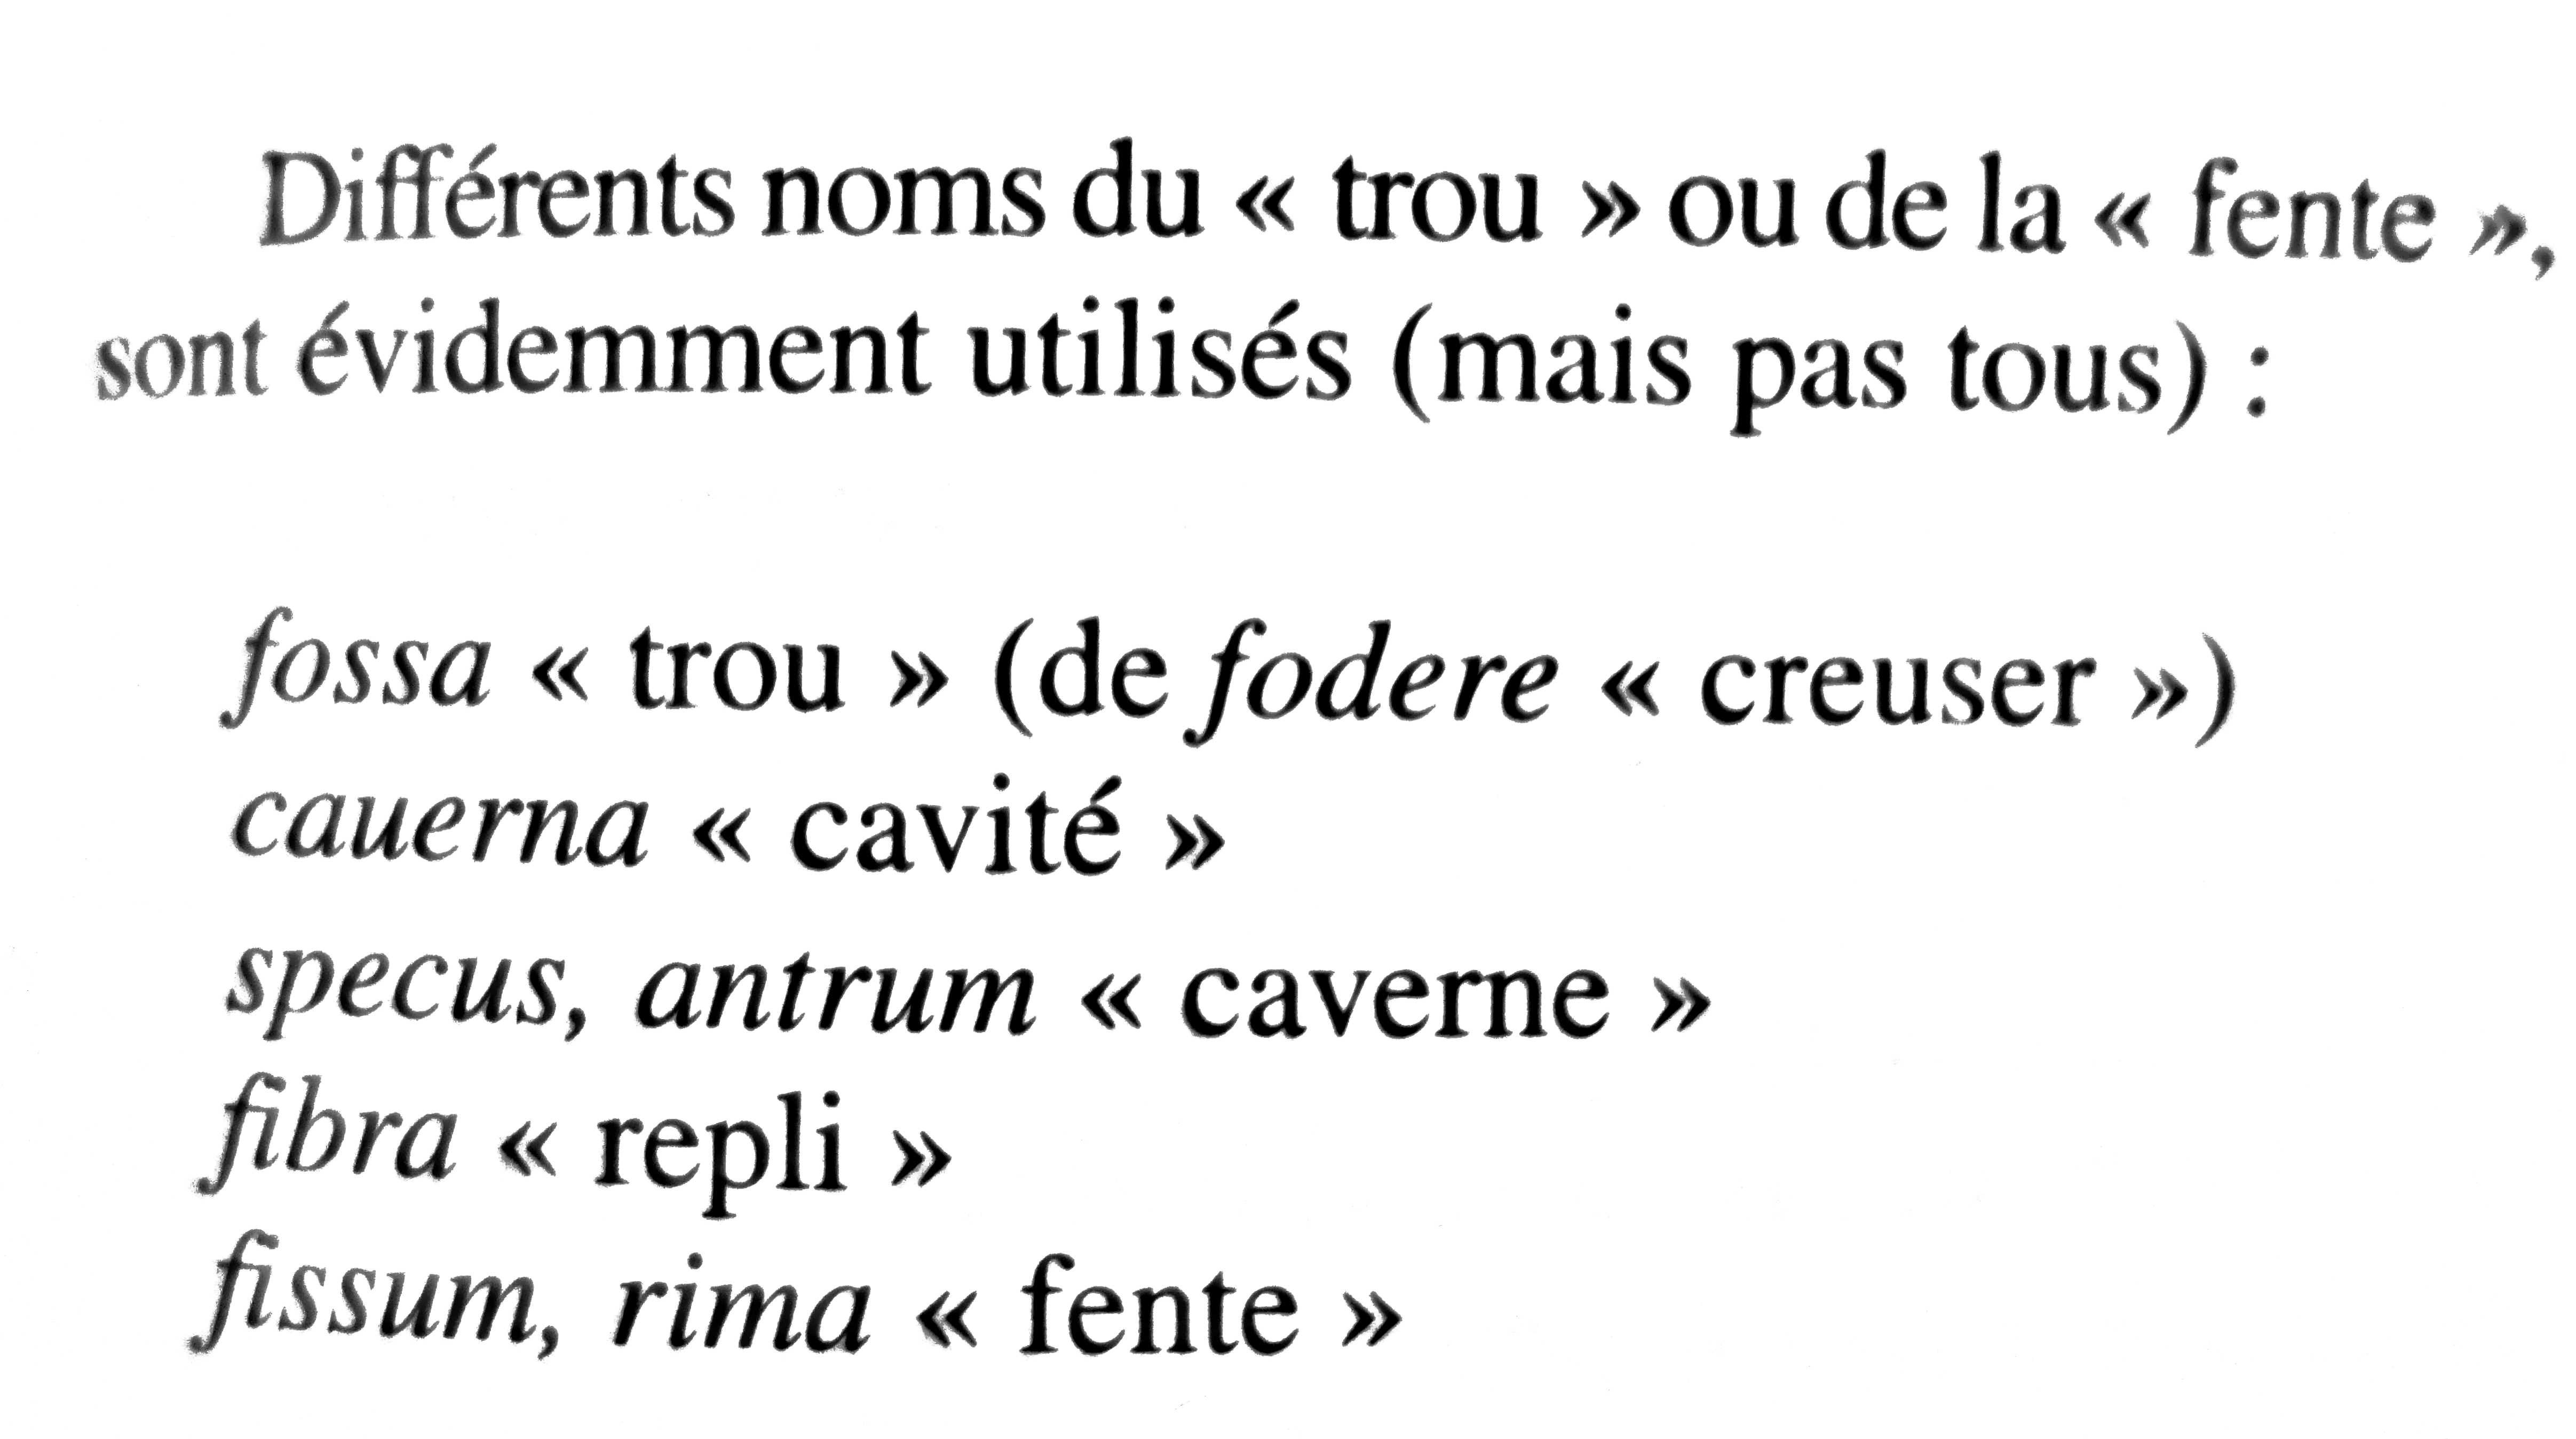 Différents noms du « trou » ou de la « fente »,
sont évidemment utilisés (mais pas tous) :
fossa « trou » (de fodere « creuser »)
cauerna « cavité »
specus, antrum « caverne »
fibra « repli »
fissum, rima « fente »